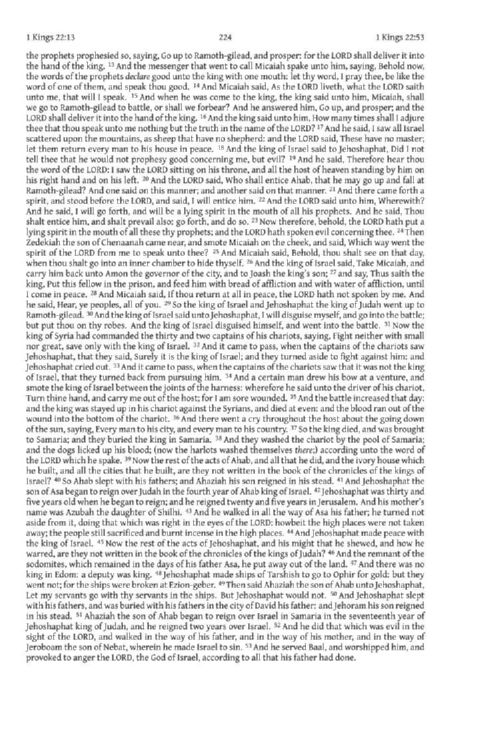 1 Kings 22:13 224 1 Kings 22:53
the prophets prophesied so, saying, Go up to Ramoth-gilead, and prosper: for the LORD shall deliver it into
the hand of the king. 13 And the messenger that went to call Micaiah spake unto him, saying, Behold now,
the words of the prophets declare good unto the king with one mouth: let thy word, I pray thee, be like the
word of one of them, and speak thou good. 14 And Micaiah said, As the LORD liveth, what the LORD saith
unto me, that will I speak. 15 And when he was come to the king, the king said unto him, Micaiah, shall
we go to Ramoth-gilead to battle, or shall we forbear? And he answered him, Go up, and prosper; and the
LORD shall deliver it into the hand of the king. 16 And the king said unto him, How many times shall I adjure
thee that thou speak unto me nothing but the truth in the name of the LORD? 17 And he said, I saw all Israel
scattered upon the mountains, as sheep that have no shepherd: and the LORD said, These have no master;
let them return every man to his house in peace. 18 And the king of Israel said to Jehoshaphat, Did I not
tell thee that he would not prophesy good concerning me, but evil? 19 And he said, Therefore hear thou
the word of the LORD: I saw the LORD sitting on his throne, and all the host of heaven standing by him on
his right hand and on his left. 20 And the LORD said, Who shall entice Ahab, that he may go up and fall at
Ramoth-gilead? And one said on this manner; and another said on that manner. 21 And there came forth a
spirit, and stood before the LORD, and said, I will entice him. 22 And the LORD said unto him, Wherewith?
And he said, I will go forth, and will be a lying spirit in the mouth of all his prophets. And he said, Thou
shalt entice him, and shalt prevail also: go forth, and do so. 23 Now therefore, behold, the LORD hath put a
lying spirit in the mouth of all these thy prophets; and the LORD hath spoken evil concerning thee. 24 Then
Zedekiah the son of Chenaanah came near, and smote Micaiah on the cheek, and said, Which way went the
spirit of the LORD from me to speak unto thee? 25 And Micaiah said, Behold, thou shalt see on that day,
when thou shalt go into an inner chamber to hide thyself. 26 And the king of Israel said, Take Micaiah, and
carry him back unto Amon the governor of the city, and to Joash the king's son; 27 and say, Thus saith the
king, Put this fellow in the prison, and feed him with bread of affliction and with water of affliction, until
I come in peace. 28 And Micaiah said, If thou return at all in peace, the LORD hath not spoken by me. And
he said, Hear, ye peoples, all of you. 29 So the king of Israel and Jehoshaphat the king of Judah went up to
Ramoth-gilead. 30 And the king of Israel said unto Jehoshaphat, I will disguise myself, and go into the battle;
but put thou on thy robes. And the king of Israel disguised himself, and went into the battle. 31 Now the
king of Syria had commanded the thirty and two captains of his chariots, saying, Fight neither with small
nor great, save only with the king of Israel. 32 And it came to pass, when the captains of the chariots saw
Jehoshaphat, that they said, Surely it is the king of Israel; and they turned aside to fight against him: and
Jehoshaphat cried out. 33 And it came to pass, when the captains of the chariots saw that it was not the king
of Israel, that they turned back from pursuing him. 34 And a certain man drew his bow at a venture, and
smote the king of Israel between the joints of the harness: wherefore he said unto the driver of his chariot,
Turn thine hand, and carry me out of the host; for I am sore wounded. 35 And the battle increased that day:
and the king was stayed up in his chariot against the Syrians, and died at even: and the blood ran out of the
wound into the bottom of the chariot. 36 And there went a cry throughout the host about the going down
of the sun, saying, Every man to his city, and every man to his country. 37 So the king died, and was brought
to Samaria; and they buried the king in Samaria. 38 And they washed the chariot by the pool of Samaria;
and the dogs licked up his blood; (now the harlots washed themselves there:) according unto the word of
the LORD which he spake. 39 Now the rest of the acts of Ahab, and all that he did, and the ivory house which
he built, and all the cities that he built, are they not written in the book of the chronicles of the kings of
Israel? 40 So Ahab slept with his fathers; and Ahaziah his son reigned in his stead. 41 And Jehoshaphat the
son of Asa began to reign over Judah in the fourth year of Ahab king of Israel. 42 Jehoshaphat was thirty and
five years old when he began to reign; and he reigned twenty and five years in Jerusalem. And his mother's
name was Azubah the daughter of Shilhi. 43 And he walked in all the way of Asa his father; he turned not
aside from it, doing that which was right in the eyes of the LORD: howbeit the high places were not taken
away; the people still sacrificed and burnt incense in the high places. 44 And Jehoshaphat made peace with
the king of Israel. 45 Now the rest of the acts of Jehoshaphat, and his might that he shewed, and how he
warred, are they not written in the book of the chronicles of the kings of Judah? 46 And the remnant of the
sodomites, which remained in the days of his father Asa, he put away out of the land. 47 And there was no
king in Edom: a deputy was king. 48 Jehoshaphat made ships of Tarshish to go to Ophir for gold: but they
went not; for the ships were broken at Ezion-geber. 49 Then said Ahaziah the son of Ahab unto Jehoshaphat,
Let my servants go with thy servants in the ships. But Jehoshaphat would not. 50 And Jehoshaphat slept
with his fathers, and was buried with his fathers in the city of David his father: and Jehoram his son reigned
in his stead. 51 Ahaziah the son of Ahab began to reign over Israel in Samaria in the seventeenth year of
Jehoshaphat king of Judah, and he reigned two years over Israel. 52 And he did that which was evil in the
sight of the LORD, and walked in the way of his father, and in the way of his mother, and in the way of
Jeroboam the son of Nebat, wherein he made Israel to sin. 53 And he served Baal, and worshipped him, and
provoked to anger the LORD, the God of Israel, according to all that his father had done.